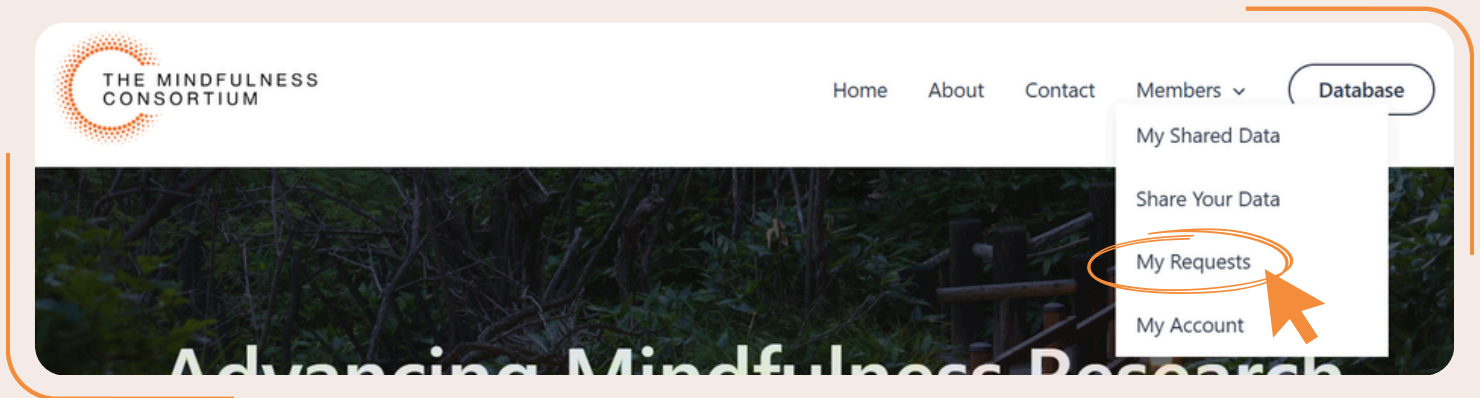 THE MINDFULNESS
CONSORTIUM
Home About Contact Members Database
My Shared Data
Share Your Data
My Requests
My Account
Advancing Mindfulness Research